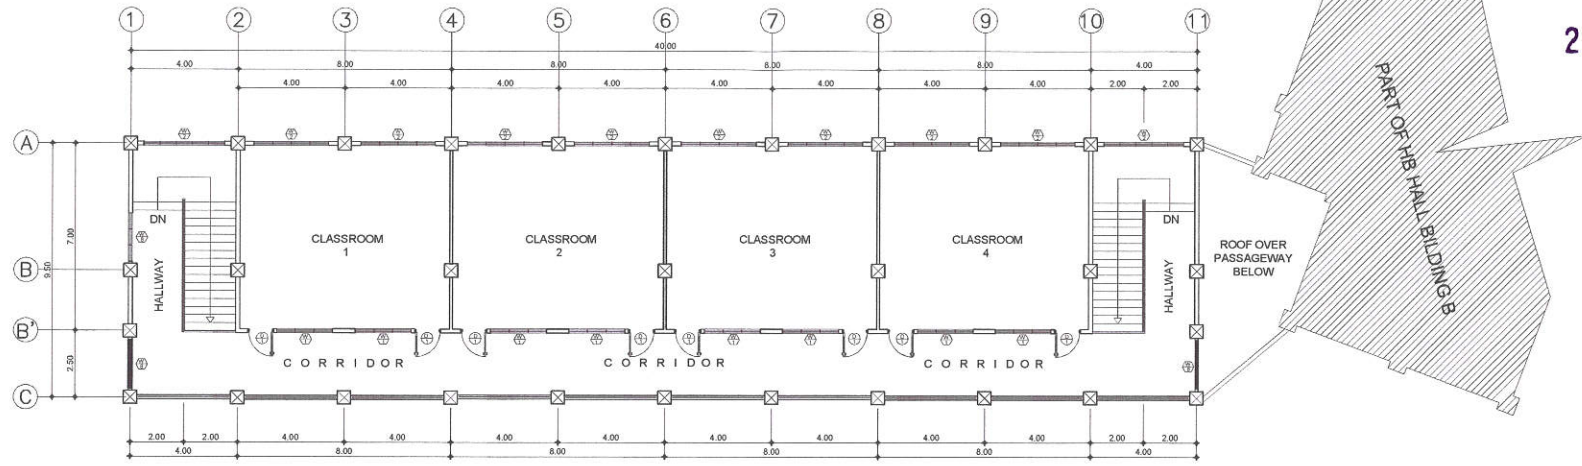 1 2 3 4 5 6 7 8 9 10 11
2
40.00
4.00 8.00 8.00 8.00 8.00 4.00
4.00 4.00 4.00 4.00 4.00 4.00 4.00 4.00 2.00 2.00
A
B
B'
C
9.50
7.00
2.50
DN
HALLWAY
CLASSROOM
1
CLASSROOM
2
CLASSROOM
3
CLASSROOM
4
DN
HALLWAY
ROOF OVER
PASSAGEWAY
BELOW
PART OF HB HALL BILDING B
CORRIDOR
CORRIDOR
CORRIDOR
2.00 2.00 4.00 4.00 4.00 4.00 4.00 4.00 4.00 4.00 2.00 2.00
4.00 8.00 8.00 8.00 8.00 4.00